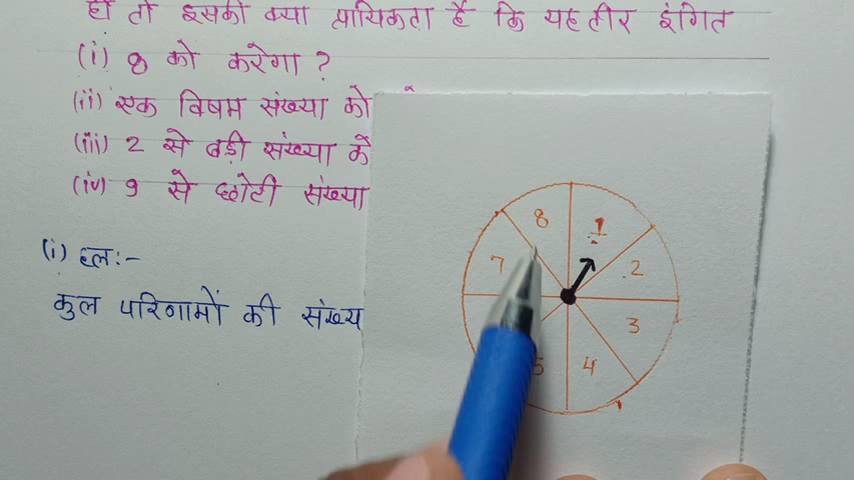 हो तो इसकी क्या प्रायिकता है कि यह तीर इंगित
(i) 8 को करेगा ?
(ii) एक विषम संख्या को
(iii) 2 से बड़ी संख्या को
(iv) 9 से छोटी संख्या
(i) हल:-
कुल परिणामों की संख्य
8 1
7 2
3
5 4